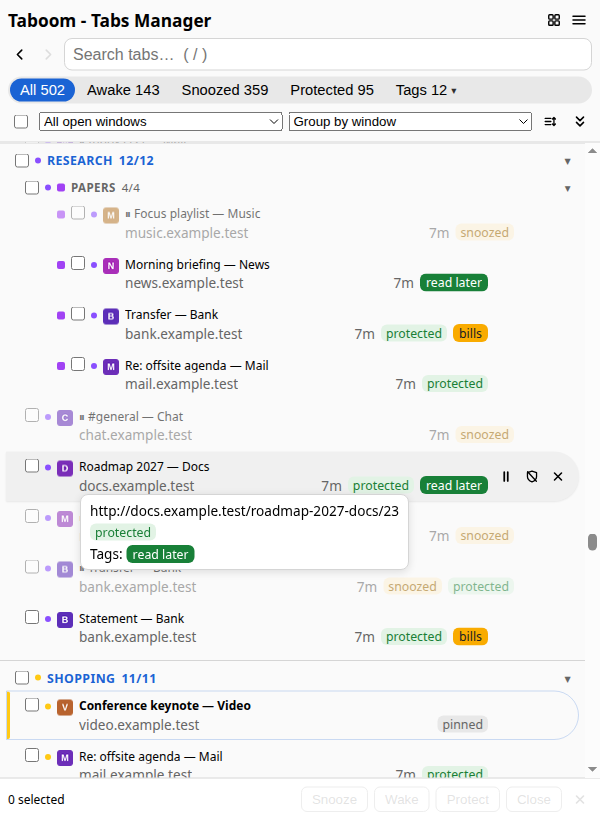 Taboom - Tabs Manager
Search tabs… ( / )
All 502 Awake 143 Snoozed 359 Protected 95 Tags 12 ▾
All open windows Group by window
RESEARCH 12/12
PAPERS 4/4
M Focus playlist — Music
music.example.test 7m snoozed
N Morning briefing — News
news.example.test 7m read later
B Transfer — Bank
bank.example.test 7m protected bills
M Re: offsite agenda — Mail
mail.example.test 7m protected
C #general — Chat
chat.example.test 7m snoozed
D Roadmap 2027 — Docs
docs.example.test 7m protected read later
http://docs.example.test/roadmap-2027-docs/23
protected
Tags: read later
M 7m snoozed
B
bank.example.test 7m snoozed protected
B Statement — Bank
bank.example.test 7m protected bills
SHOPPING 11/11
V Conference keynote — Video
video.example.test pinned
M Re: offsite agenda — Mail
mail.example.test 7m protected
0 selected Snooze Wake Protect Close